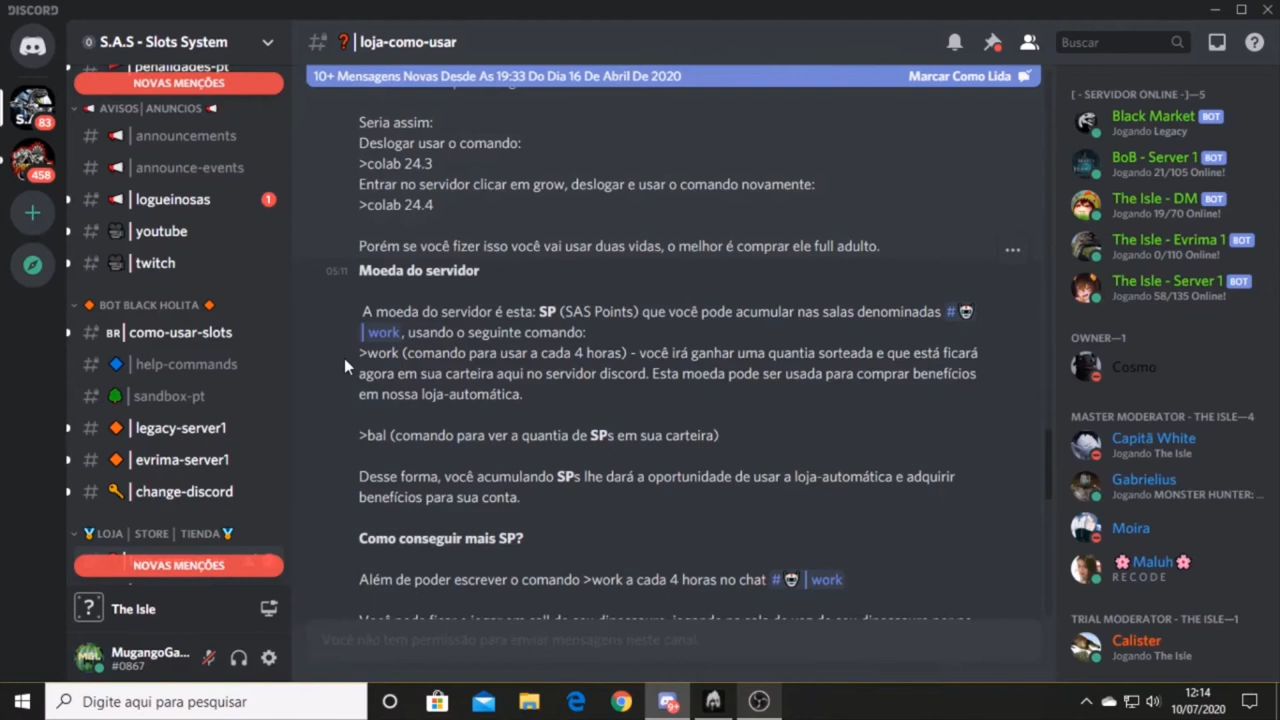 DISCORD
S.A.S - Slots System
penalidades-pt
NOVAS MENÇÕES
AVISOS | ANUNCIOS
announcements
announce-events
logueinosas
1
youtube
twitch
83
458
BOT BLACK HOLITA
BR | como-usar-slots
help-commands
sandbox-pt
legacy-server1
evrima-server1
change-discord
LOJA | STORE | TIENDA
NOVAS MENÇÕES
The Isle
MugangoGa...
#0867
| loja-como-usar
10+ Mensagens Novas Desde As 19:33 Do Dia 16 De Abril De 2020
Marcar Como Lida
Seria assim:
Deslogar usar o comando:
>colab 24.3
Entrar no servidor clicar em grow, deslogar e usar o comando novamente:
>colab 24.4
Porém se você fizer isso você vai usar duas vidas, o melhor é comprar ele full adulto.
05:11 Moeda do servidor
A moeda do servidor é esta: SP (SAS Points) que você pode acumular nas salas denominadas #
| work, usando o seguinte comando:
>work (comando para usar a cada 4 horas) - você irá ganhar uma quantia sorteada e que está ficará
agora em sua carteira aqui no servidor discord. Esta moeda pode ser usada para comprar benefícios
em nossa loja-automática.
>bal (comando para ver a quantia de SPs em sua carteira)
Desse forma, você acumulando SPs lhe dará a oportunidade de usar a loja-automática e adquirir
benefícios para sua conta.
Como conseguir mais SP?
Além de poder escrever o comando >work a cada 4 horas no chat # | work
Você não tem permissão para enviar mensagens neste canal.
Buscar
[ - SERVIDOR ONLINE -]—5
Black Market BOT
Jogando Legacy
BoB - Server 1 BOT
Jogando 21/105 Online!
The Isle - DM BOT
Jogando 19/70 Online!
The Isle - Evrima 1 BOT
Jogando 0/110 Online!
The Isle - Server 1 BOT
Jogando 58/135 Online!
OWNER—1
Cosmo
MASTER MODERATOR - THE ISLE—4
Capitã White
Jogando The Isle
Gabrielius
Jogando MONSTER HUNTER: ...
Moira
Maluh
R E C O D E
TRIAL MODERATOR - THE ISLE—1
Calister
Jogando The Isle
Digite aqui para pesquisar
12:14
10/07/2020